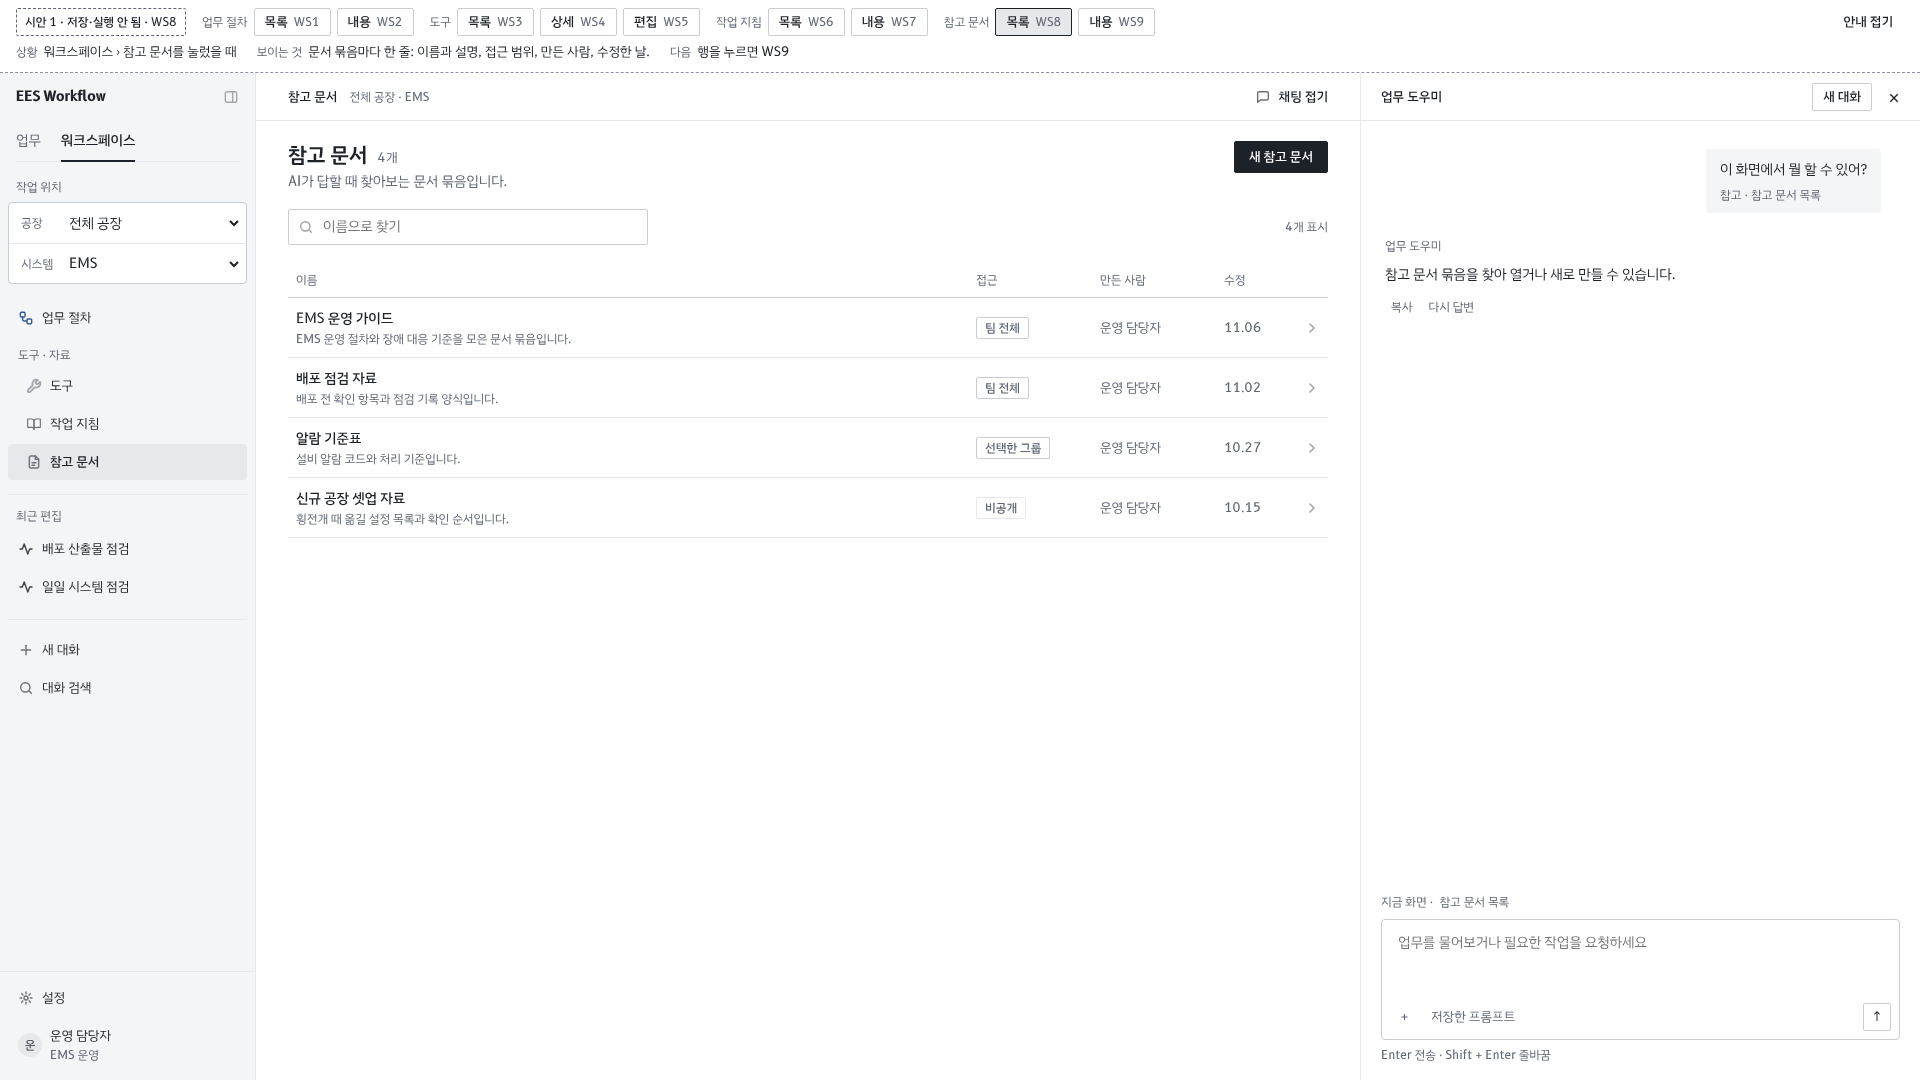 시안 1 · 저장·실행 안 됨 · WS8 업무 절차 목록 WS1 내용 WS2 도구 목록 WS3 상세 WS4 편집 WS5 작업 지침 목록 WS6 내용 WS7 참고 문서 목록 WS8 내용 WS9 안내 접기
상황 워크스페이스 › 참고 문서를 눌렀을 때 보이는 것 문서 묶음마다 한 줄: 이름과 설명, 접근 범위, 만든 사람, 수정한 날. 다음 행을 누르면 WS9
EES Workflow
업무 워크스페이스
작업 위치
공장 전체 공장
시스템 EMS
업무 절차
도구 · 자료
도구
작업 지침
참고 문서
최근 편집
배포 산출물 점검
일일 시스템 점검
새 대화
대화 검색
설정
운 운영 담당자
EMS 운영
참고 문서 전체 공장 · EMS 채팅 접기
참고 문서 4개
AI가 답할 때 찾아보는 문서 묶음입니다.
새 참고 문서
이름으로 찾기 4개 표시
이름 접근 만든 사람 수정
EMS 운영 가이드 팀 전체 운영 담당자 11.06
EMS 운영 절차와 장애 대응 기준을 모은 문서 묶음입니다.
배포 점검 자료 팀 전체 운영 담당자 11.02
배포 전 확인 항목과 점검 기록 양식입니다.
알람 기준표 선택한 그룹 운영 담당자 10.27
설비 알람 코드와 처리 기준입니다.
신규 공장 셋업 자료 비공개 운영 담당자 10.15
횡전개 때 옮길 설정 목록과 확인 순서입니다.
업무 도우미 새 대화 ×
이 화면에서 뭘 할 수 있어?
참고 · 참고 문서 목록
업무 도우미
참고 문서 묶음을 찾아 열거나 새로 만들 수 있습니다.
복사 다시 답변
지금 화면 · 참고 문서 목록
업무를 물어보거나 필요한 작업을 요청하세요
+ 저장한 프롬프트 ↑
Enter 전송 · Shift + Enter 줄바꿈